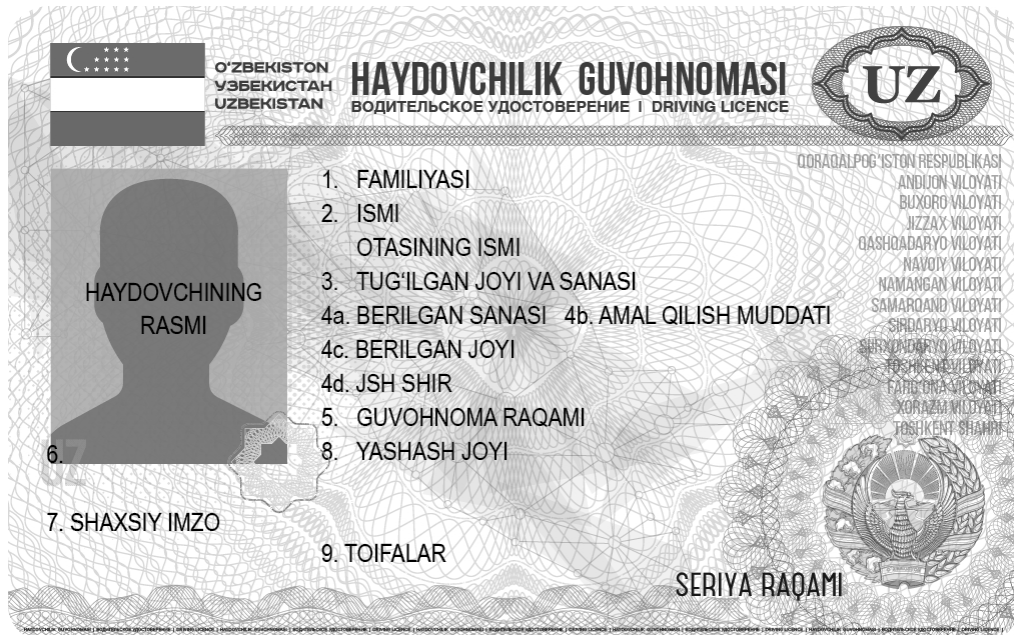 O‘ZBEKISTON
ЎЗБЕКИСТАН
UZBEKISTAN
HAYDOVCHILIK GUVOHNOMASI
ВОДИТЕЛЬСКОЕ УДОСТОВЕРЕНИЕ | DRIVING LICENCE
UZ
QORAQALPOG‘ISTON RESPUBLIKASI
ANDIJON VILOYATI
BUXORO VILOYATI
JIZZAX VILOYATI
QASHQADARYO VILOYATI
NAVOIY VILOYATI
NAMANGAN VILOYATI
SAMARQAND VILOYATI
SIRDARYO VILOYATI
SURXONDARYO VILOYATI
TOSHKENT VILOYATI
FARG‘ONA VILOYATI
XORAZM VILOYATI
TOSHKENT SHAHRI
HAYDOVCHINING
RASMI
1. FAMILIYASI
2. ISMI
OTASINING ISMI
3. TUG‘ILGAN JOYI VA SANASI
4a. BERILGAN SANASI 4b. AMAL QILISH MUDDATI
4c. BERILGAN JOYI
4d. JSH SHIR
5. GUVOHNOMA RAQAMI
8. YASHASH JOYI
6.
UZ
7. SHAXSIY IMZO
9. TOIFALAR
SERIYA RAQAMI